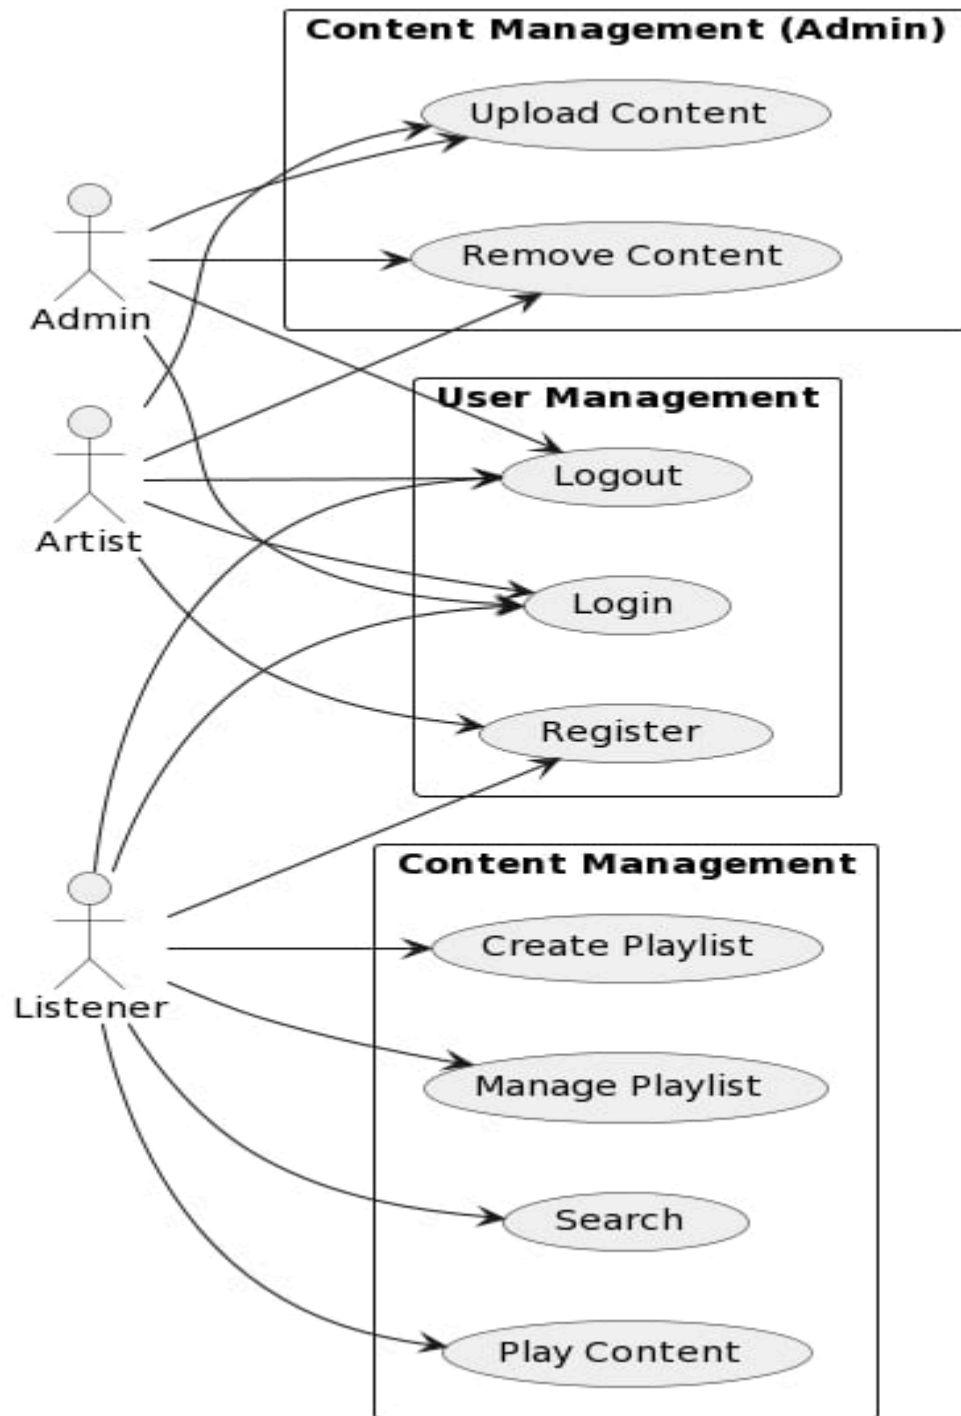 Content Management (Admin)
Upload Content
Remove Content
Admin
User Management
Logout
Artist
Login
Register
Content Management
Create Playlist
Listener
Manage Playlist
Search
Play Content